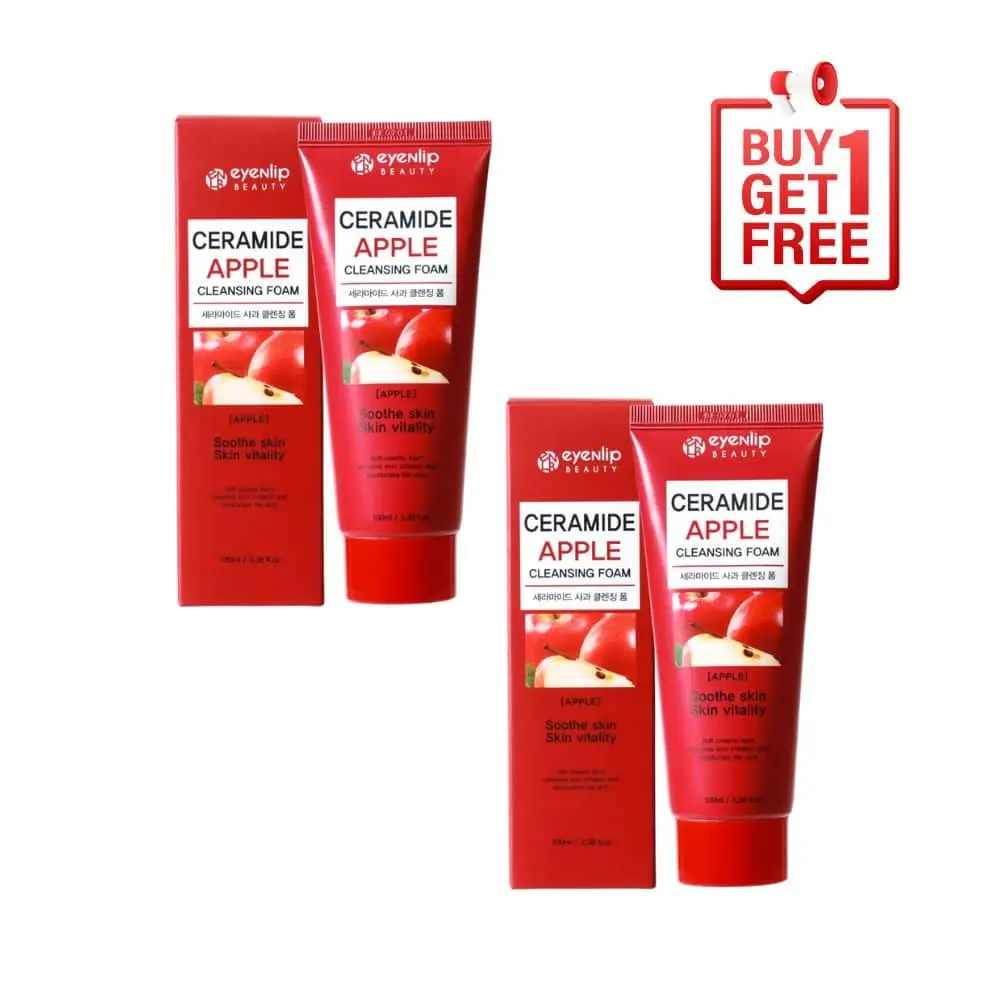 eyenlip
BEAUTY
CERAMIDE
APPLE
CLEANSING FOAM
세라마이드 사과 클렌징 폼
[APPLE]
Soothe skin
Skin vitality
eyenlip
BEAUTY
CERAMIDE
APPLE
CLEANSING FOAM
세라마이드 사과 클렌징 폼
[APPLE]
Soothe skin
Skin vitality
BUY 1
GET
FREE
eyenlip
BEAUTY
CERAMIDE
APPLE
CLEANSING FOAM
세라마이드 사과 클렌징 폼
[APPLE]
Soothe skin
Skin vitality
eyenlip
BEAUTY
CERAMIDE
APPLE
CLEANSING FOAM
세라마이드 사과 클렌징 폼
[APPLE]
Soothe skin
Skin vitality